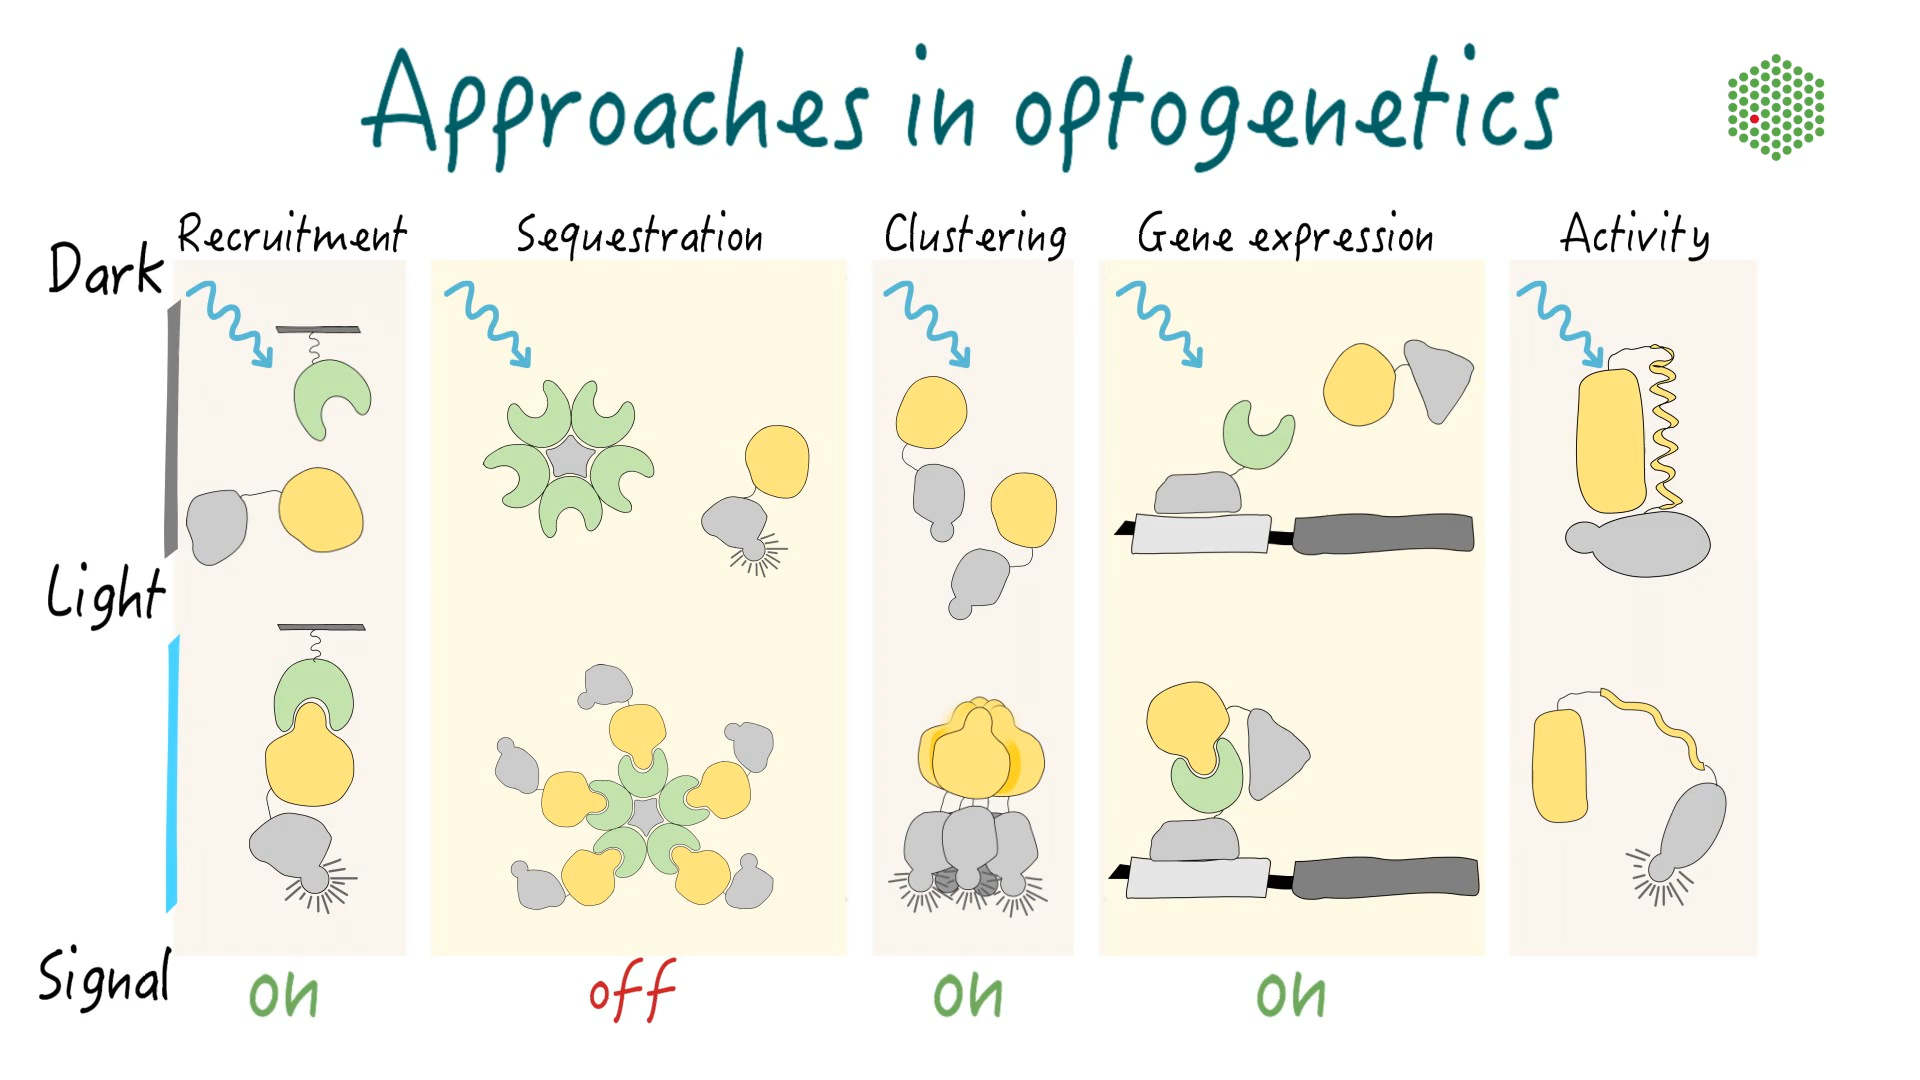 Approaches in optogenetics
Recruitment
Sequestration
Clustering
Gene expression
Activity
Dark
Light
Signal
on
off
on
on